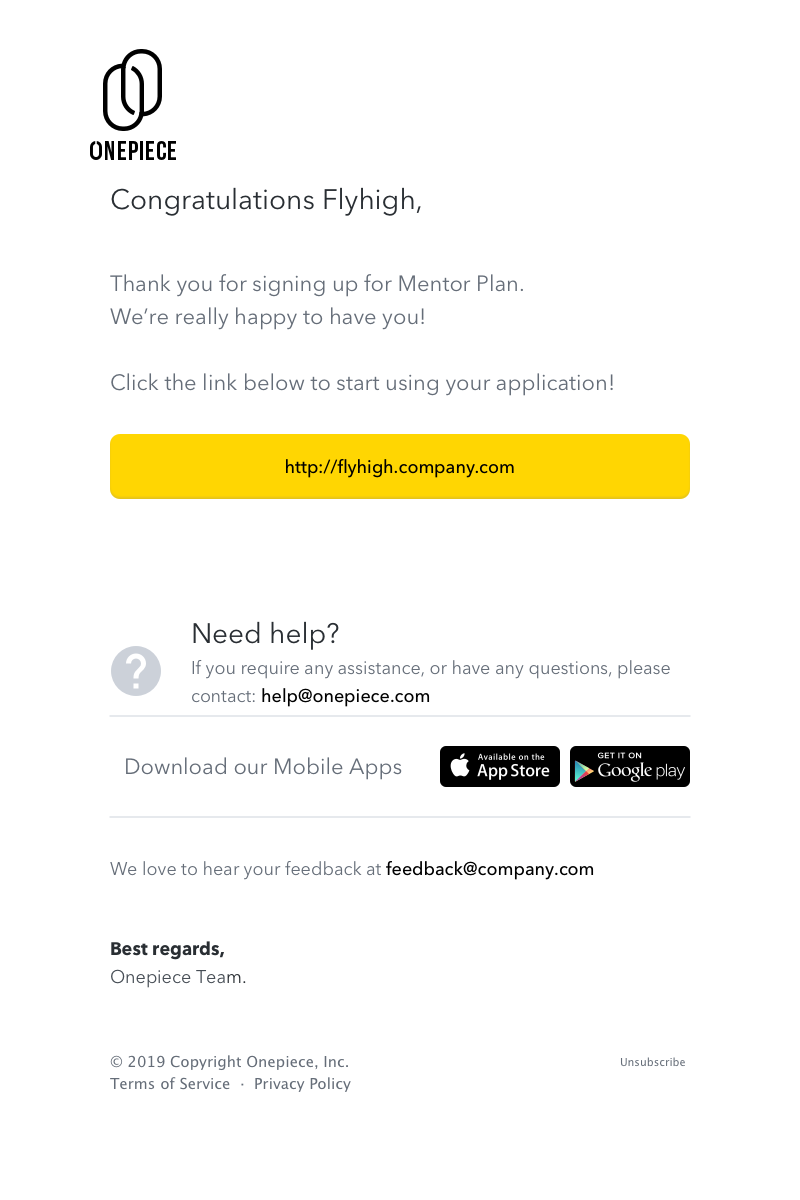 ONEPIECE
Congratulations Flyhigh,
Thank you for signing up for Mentor Plan.
We’re really happy to have you!
Click the link below to start using your application!
http://flyhigh.company.com
Need help?
If you require any assistance, or have any questions, please
contact: help@onepiece.com
Download our Mobile Apps
Available on the
App Store
GET IT ON
Google play
We love to hear your feedback at feedback@company.com
Best regards,
Onepiece Team.
© 2019 Copyright Onepiece, Inc.
Unsubscribe
Terms of Service · Privacy Policy